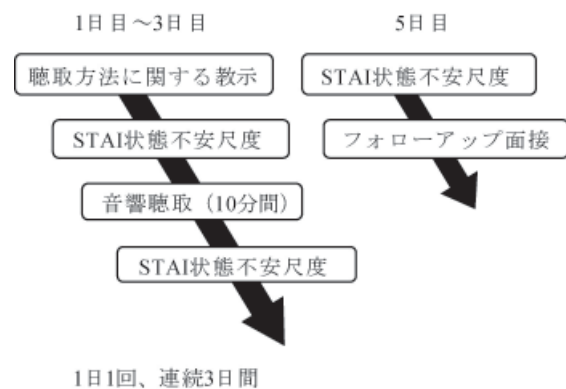 1日目～3日目
聴取方法に関する教示
STAI状態不安尺度
音響聴取（10分間）
STAI状態不安尺度
1日1回、連続3日間
5日目
STAI状態不安尺度
フォローアップ面接